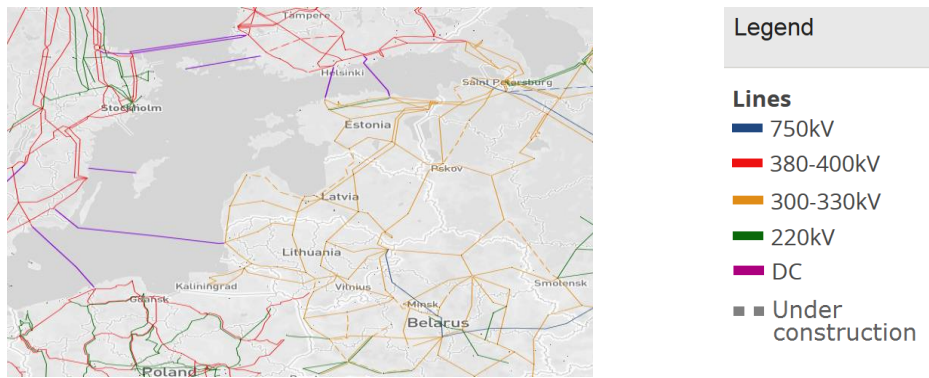 Tampere
Helsinki
Saint Petersburg
Stockholm
Estonia
Pskov
Latvia
Lithuania
Kaliningrad
Vilnius
Smolensk
Gdańsk
Minsk
Belarus
Poland
Legend
Lines
750kV
380-400kV
300-330kV
220kV
DC
Under
construction